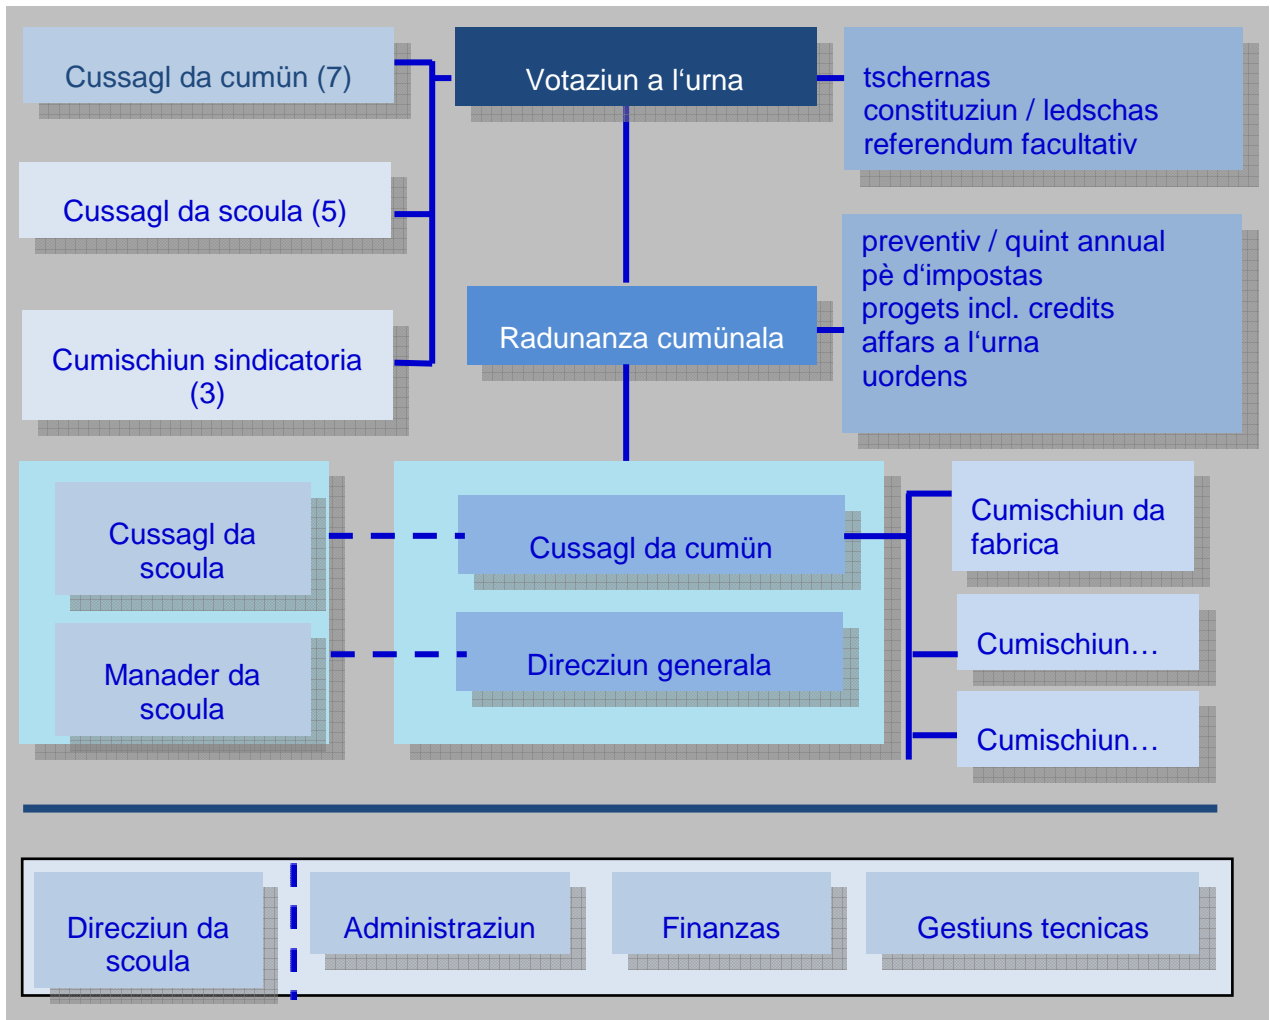 Cussagl da cumün (7)
Votaziun a l‘urna
tschernas
constituziun / ledschas
referendum facultativ
Cussagl da scoula (5)
preventiv / quint annual
pè d‘impostas
progets incl. credits
affars a l‘urna
uordens
Radunanza cumünala
Cumischiun sindicatoria
(3)
Cussagl da
scoula
Cussagl da cumün
Cumischiun da
fabrica
Manader da
scoula
Direcziun generala
Cumischiun…
Cumischiun…
Direcziun da
scoula
Administraziun
Finanzas
Gestiuns tecnicas